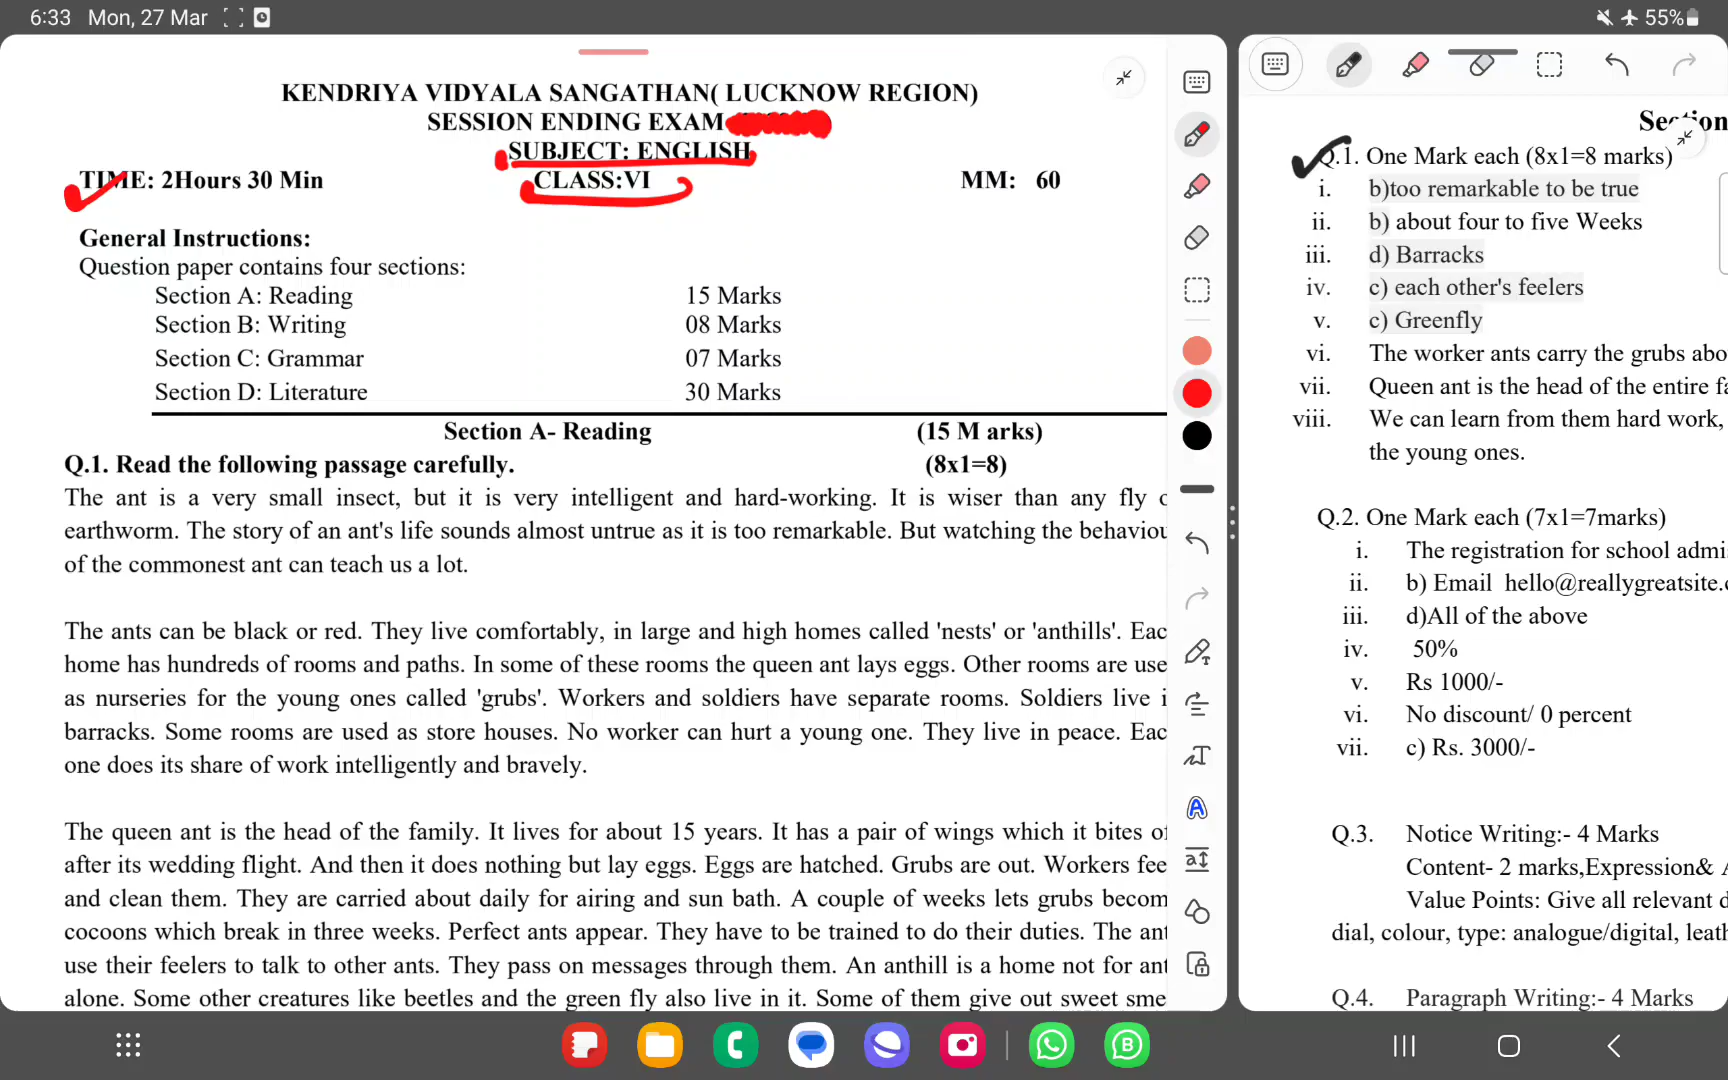 6:33 Mon, 27 Mar
55%
KENDRIYA VIDYALA SANGATHAN( LUCKNOW REGION)
SESSION ENDING EXAM
SUBJECT: ENGLISH
TIME: 2Hours 30 Min CLASS:VI MM: 60
General Instructions:
Question paper contains four sections:
Section A: Reading 15 Marks
Section B: Writing 08 Marks
Section C: Grammar 07 Marks
Section D: Literature 30 Marks
Section A- Reading (15 M arks)
Q.1. Read the following passage carefully. (8x1=8)
The ant is a very small insect, but it is very intelligent and hard-working. It is wiser than any fly
earthworm. The story of an ant's life sounds almost untrue as it is too remarkable. But watching the behaviou
of the commonest ant can teach us a lot.
The ants can be black or red. They live comfortably, in large and high homes called 'nests' or 'anthills'. Eac
home has hundreds of rooms and paths. In some of these rooms the queen ant lays eggs. Other rooms are use
as nurseries for the young ones called 'grubs'. Workers and soldiers have separate rooms. Soldiers live i
barracks. Some rooms are used as store houses. No worker can hurt a young one. They live in peace. Eac
one does its share of work intelligently and bravely.
The queen ant is the head of the family. It lives for about 15 years. It has a pair of wings which it bites of
after its wedding flight. And then it does nothing but lay eggs. Eggs are hatched. Grubs are out. Workers fee
and clean them. They are carried about daily for airing and sun bath. A couple of weeks lets grubs becom
cocoons which break in three weeks. Perfect ants appear. They have to be trained to do their duties. The ant
use their feelers to talk to other ants. They pass on messages through them. An anthill is a home not for ant
alone. Some other creatures like beetles and the green fly also live in it. Some of them give out sweet sme
Section
Q.1. One Mark each (8x1=8 marks)
i. b)too remarkable to be true
ii. b) about four to five Weeks
iii. d) Barracks
iv. c) each other's feelers
v. c) Greenfly
vi. The worker ants carry the grubs abo
vii. Queen ant is the head of the entire fa
viii. We can learn from them hard work,
the young ones.
Q.2. One Mark each (7x1=7marks)
i. The registration for school admi
ii. b) Email hello@reallygreatsite.
iii. d)All of the above
iv. 50%
v. Rs 1000/-
vi. No discount/ 0 percent
vii. c) Rs. 3000/-
Q.3. Notice Writing:- 4 Marks
Content- 2 marks,Expression&
Value Points: Give all relevant d
dial, colour, type: analogue/digital, leath
Q.4. Paragraph Writing:- 4 Marks